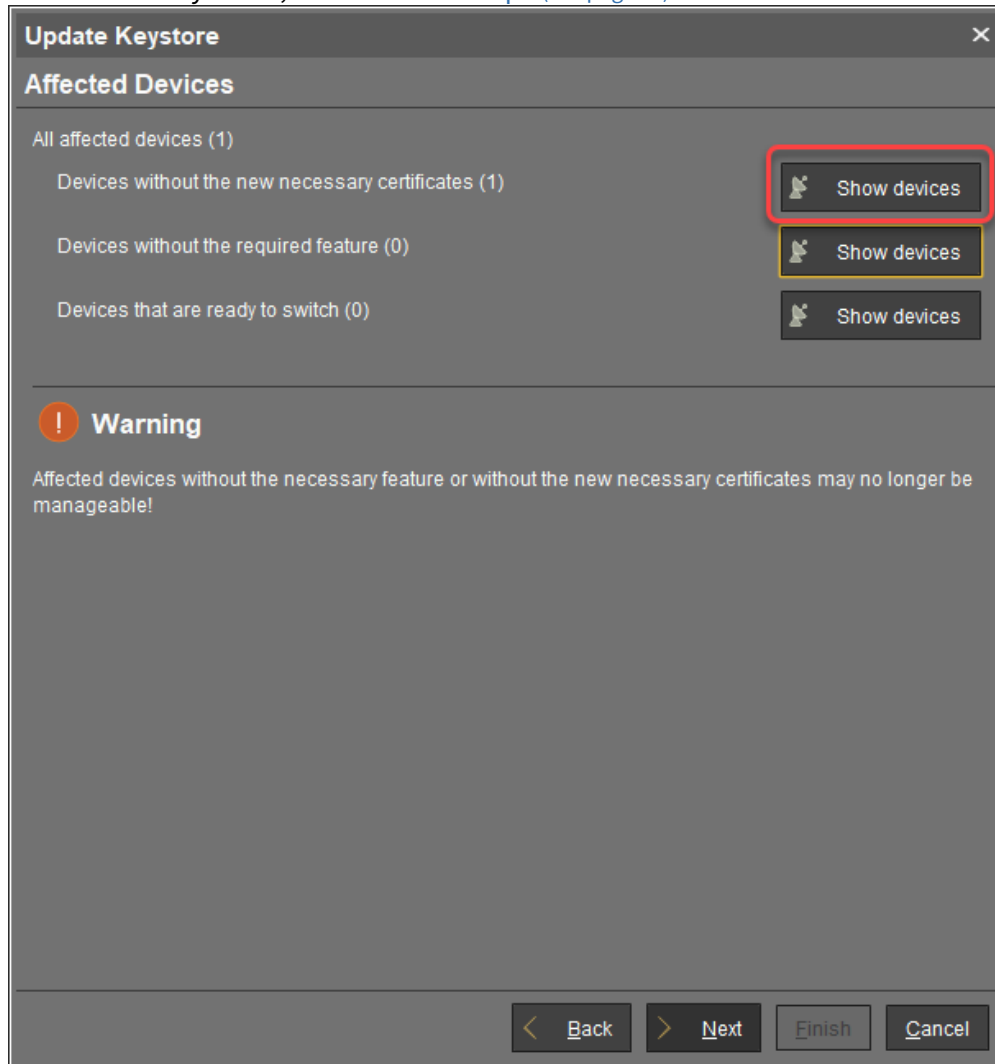 Update Keystore
Affected Devices
All affected devices (1)
Devices without the new necessary certificates (1)
Show devices
Devices without the required feature (0)
Show devices
Devices that are ready to switch (0)
Show devices
Warning
Affected devices without the necessary feature or without the new necessary certificates may no longer be
manageable!
Back
Next
Finish
Cancel